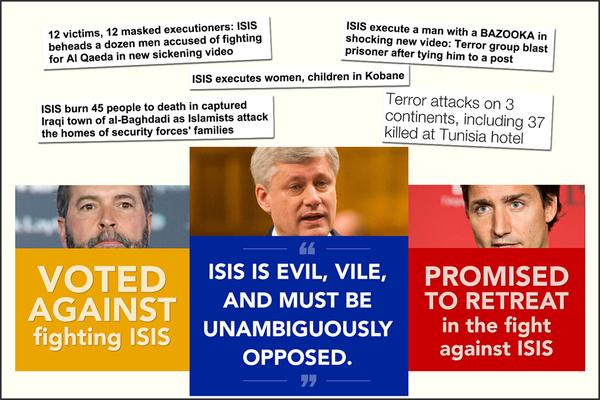 12 victims, 12 masked executioners: ISIS
beheads a dozen men accused of fighting
for Al Qaeda in new sickening video
ISIS execute a man with a BAZOOKA in
shocking new video: Terror group blast
prisoner after tying him to a post
ISIS executes women, children in Kobane
ISIS burn 45 people to death in captured
Iraqi town of al-Baghdadi as Islamists attack
the homes of security forces' families
Terror attacks on 3
continents, including 37
killed at Tunisia hotel
VOTED
AGAINST
fighting ISIS
“
ISIS IS EVIL, VILE,
AND MUST BE
UNAMBIGUOUSLY
OPPOSED.
”
PROMISED
TO RETREAT
in the fight
against ISIS